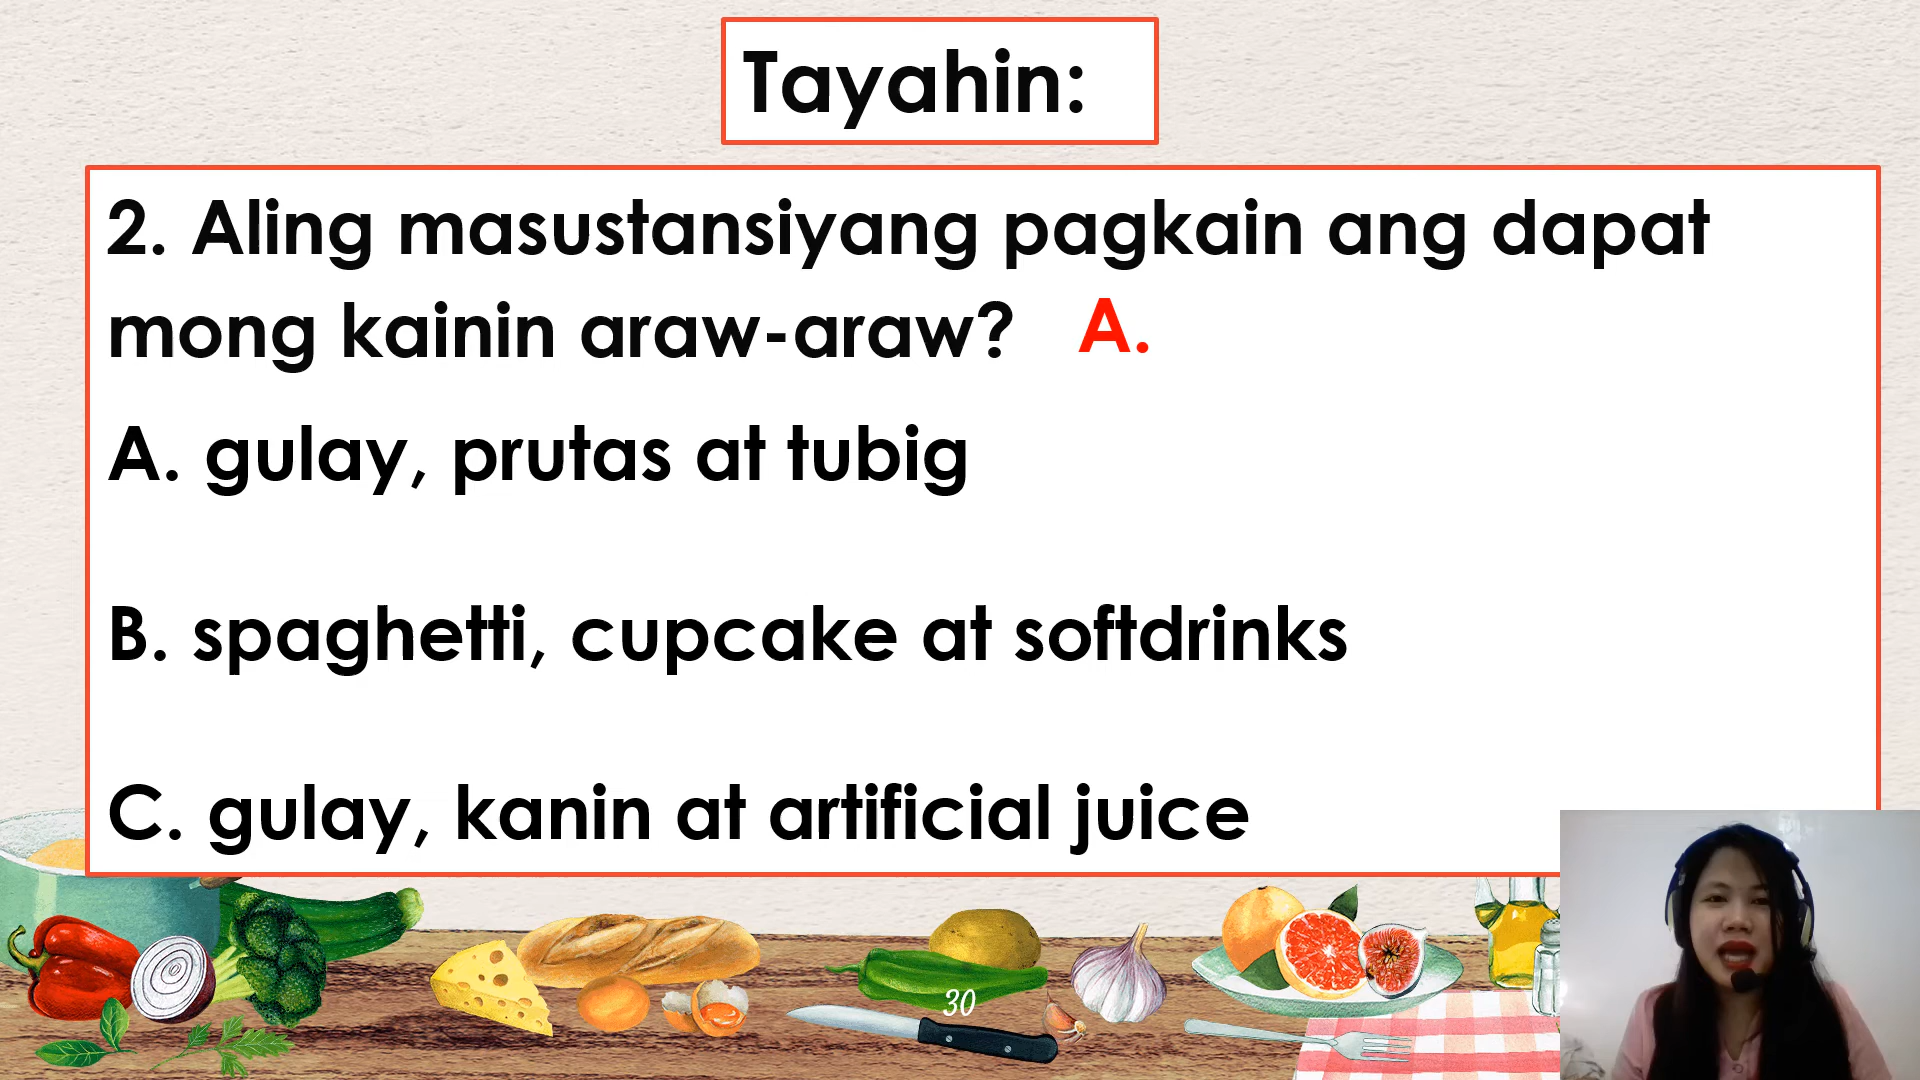 Tayahin:
2. Aling masustansiyang pagkain ang dapat
mong kainin araw-araw? A.
A. gulay, prutas at tubig
B. spaghetti, cupcake at softdrinks
C. gulay, kanin at artificial juice
30